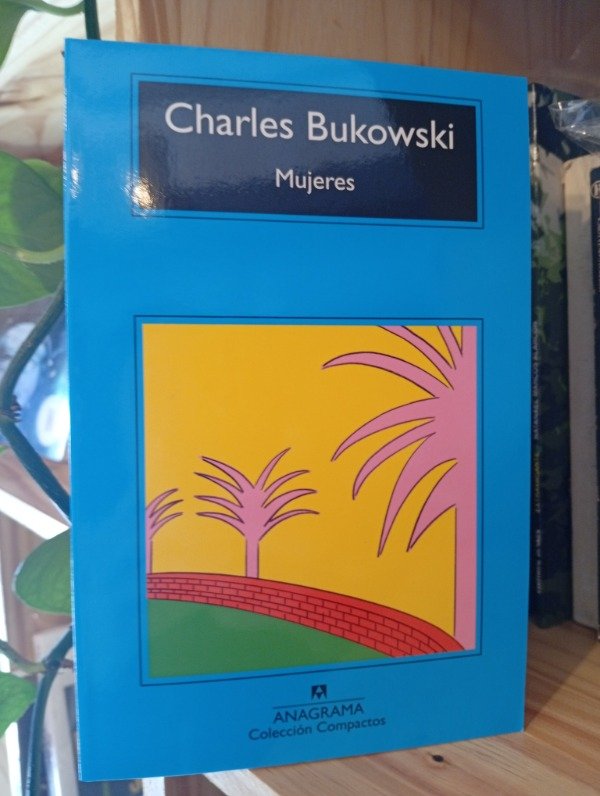 Charles Bukowski
Mujeres
ANAGRAMA
Colección Compactos